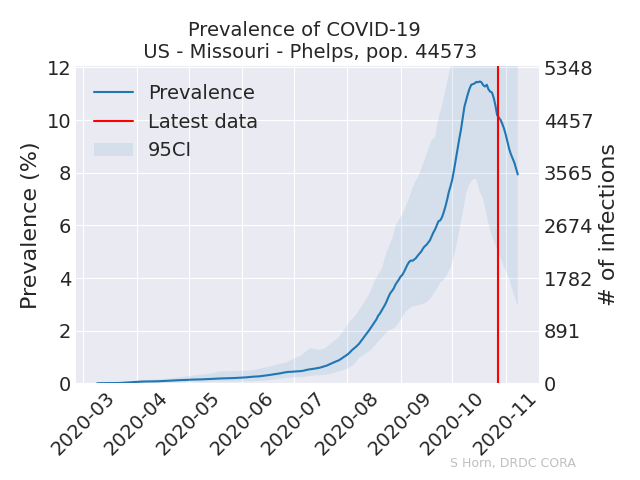 Prevalence of COVID-19
US - Missouri - Phelps, pop. 44573
Prevalence
Latest data
95CI
Prevalence (%)
12
10
8
6
4
2
0
5348
4457
3565
2674
1782
891
0
# of infections
2020-03
2020-04
2020-05
2020-06
2020-07
2020-08
2020-09
2020-10
2020-11
S Horn, DRDC CORA